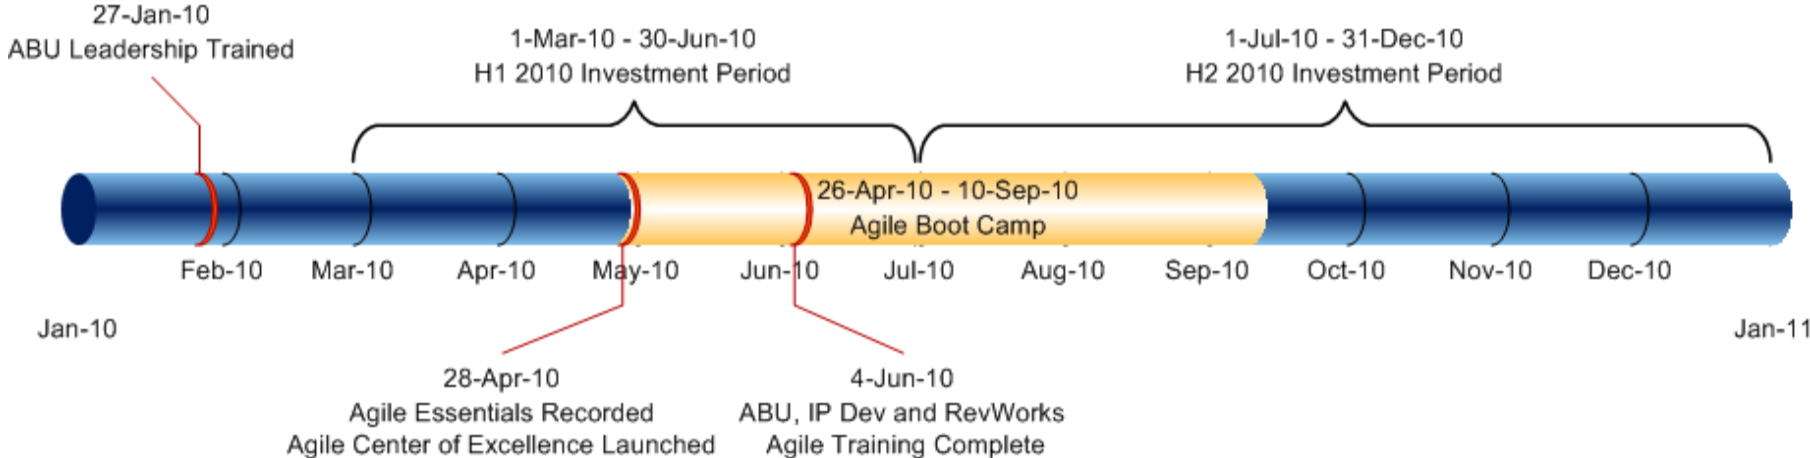 27-Jan-10
ABU Leadership Trained
1-Mar-10 - 30-Jun-10
H1 2010 Investment Period
1-Jul-10 - 31-Dec-10
H2 2010 Investment Period
26-Apr-10 - 10-Sep-10
Agile Boot Camp
Feb-10 Mar-10 Apr-10 May-10 Jun-10 Jul-10 Aug-10 Sep-10 Oct-10 Nov-10 Dec-10
Jan-10 Jan-11
28-Apr-10
Agile Essentials Recorded
Agile Center of Excellence Launched
4-Jun-10
ABU, IP Dev and RevWorks
Agile Training Complete